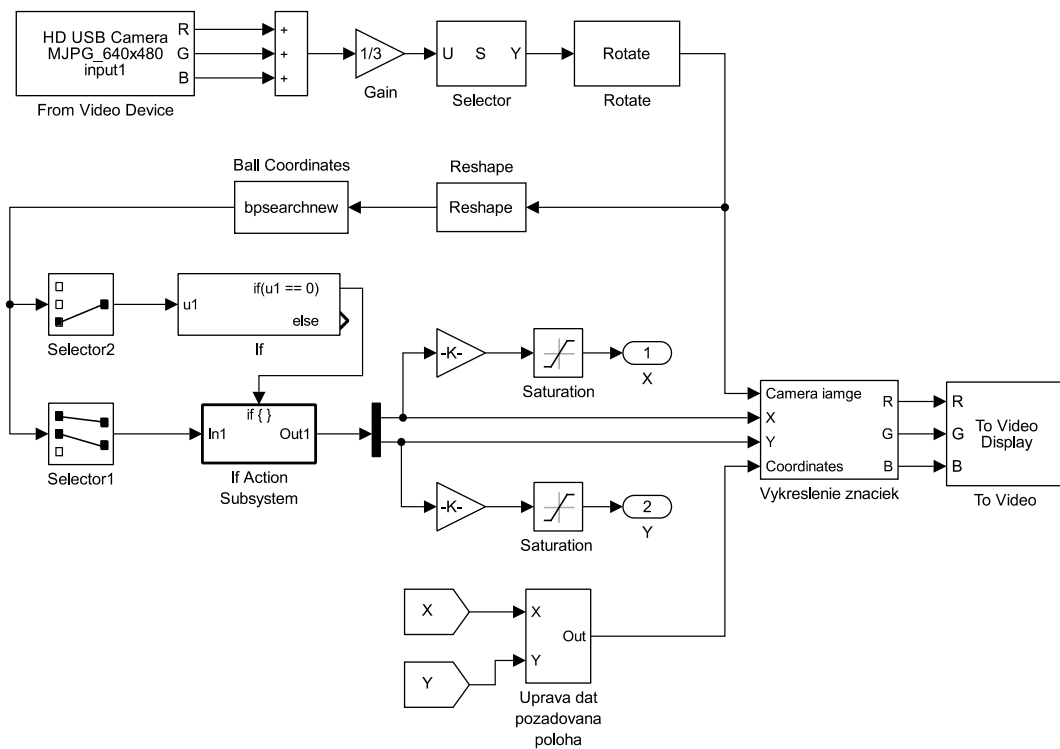 HD USB Camera
MJPG_640x480
input1
R
G
B
From Video Device
+
+
+
1/3
Gain
U S Y
Selector
Rotate
Rotate
Ball Coordinates
bpsearchnew
Reshape
Reshape
Selector2
u1
if(u1 == 0)
else
If
Selector1
if { }
In1
Out1
If Action
Subsystem
-K-
Saturation
1
X
-K-
Saturation
2
Y
Camera iamge
X
Y
Coordinates
R
G
B
Vykreslenie znaciek
R
G
B
To Video
Display
To Video
X
Y
X
Y
Out
Uprava dat
pozadovana
poloha